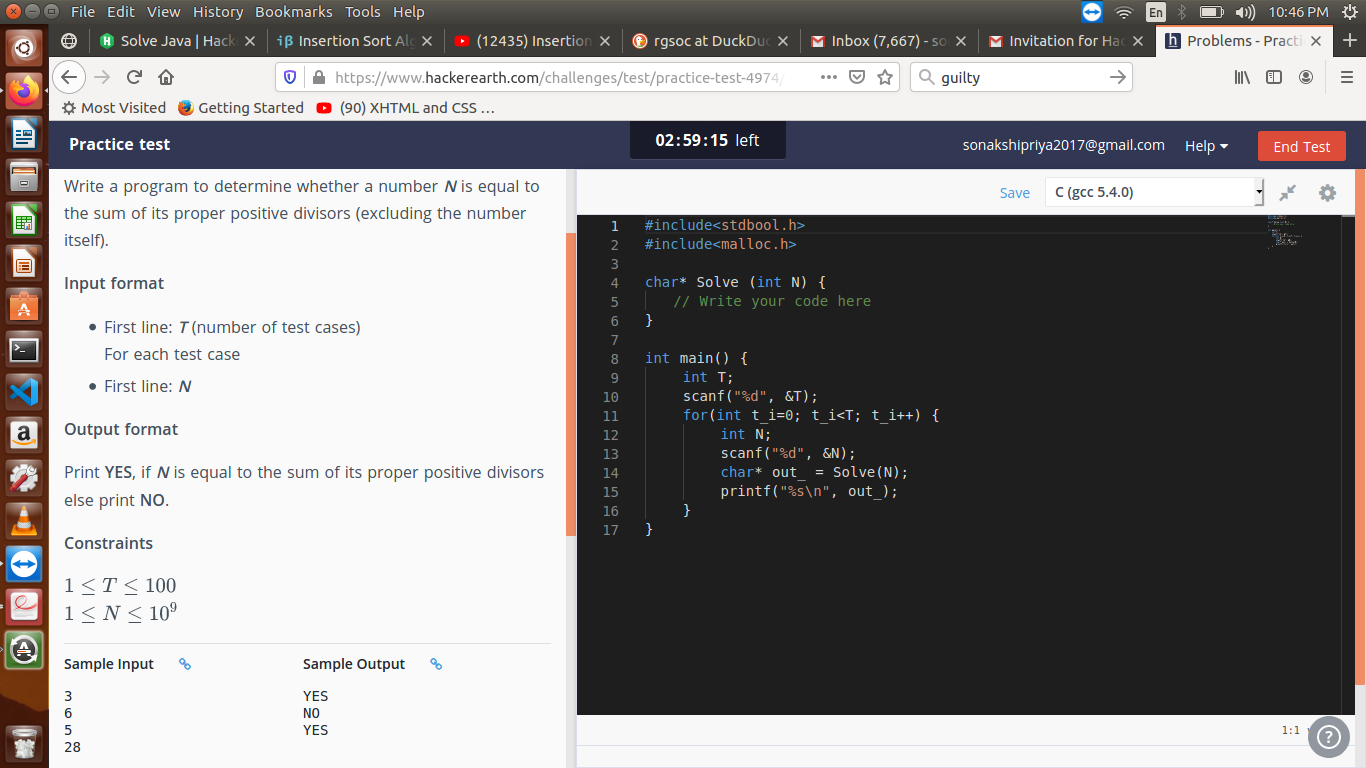 File Edit View History Bookmarks Tools Help
En
10:46 PM
Solve Java | Hack
Insertion Sort Alg
(12435) Insertion
rgsoc at DuckDuc
Inbox (7,667) - so
Invitation for Hac
Problems - Practi
https://www.hackerearth.com/challenges/test/practice-test-4974/
guilty
Most Visited
Getting Started
(90) XHTML and CSS ...
Practice test
02:59:15 left
sonakshipriya2017@gmail.com
Help
End Test
Write a program to determine whether a number N is equal to
the sum of its proper positive divisors (excluding the number
itself).
Input format
First line: T (number of test cases)
For each test case
First line: N
Output format
Print YES, if N is equal to the sum of its proper positive divisors
else print NO.
Constraints
1 ≤ T ≤ 100
1 ≤ N ≤ 10⁹
Sample Input
3
6
5
28
Sample Output
YES
NO
YES
Save
C (gcc 5.4.0)
1 #include<stdbool.h>
2 #include<malloc.h>
3
4 char* Solve (int N) {
5 // Write your code here
6 }
7
8 int main() {
9 int T;
10 scanf("%d", &T);
11 for(int t_i=0; t_i<T; t_i++) {
12 int N;
13 scanf("%d", &N);
14 char* out_ = Solve(N);
15 printf("%s\n", out_);
16 }
17 }
1:1